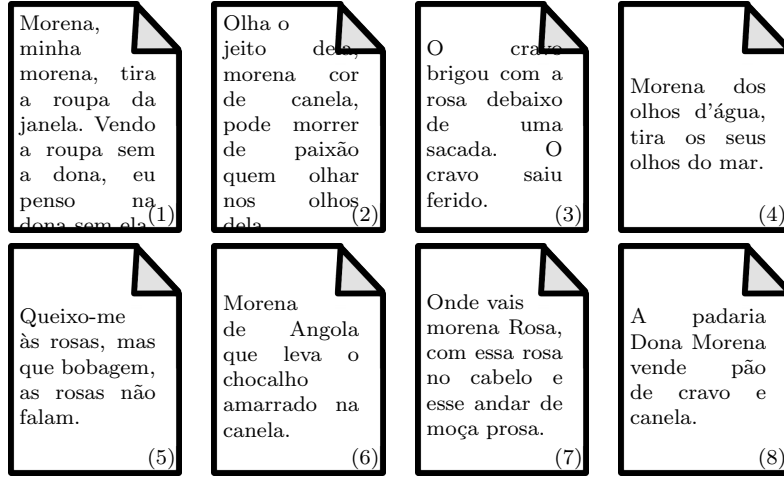 Morena,
minha
morena, tira
a roupa da
janela. Vendo
a roupa sem
a dona, eu
penso na
dona sem ela.
(1)
Olha o
jeito dela,
morena cor
de canela,
pode morrer
de paixão
quem olhar
nos olhos
dela.
(2)
O cravo
brigou com a
rosa debaixo
de uma
sacada. O
cravo saiu
ferido.
(3)
Morena dos
olhos d'água,
tira os seus
olhos do mar.
(4)
Queixo-me
às rosas, mas
que bobagem,
as rosas não
falam.
(5)
Morena
de Angola
que leva o
chocalho
amarrado na
canela.
(6)
Onde vais
morena Rosa,
com essa rosa
no cabelo e
esse andar de
moça prosa.
(7)
A padaria
Dona Morena
vende pão
de cravo e
canela.
(8)